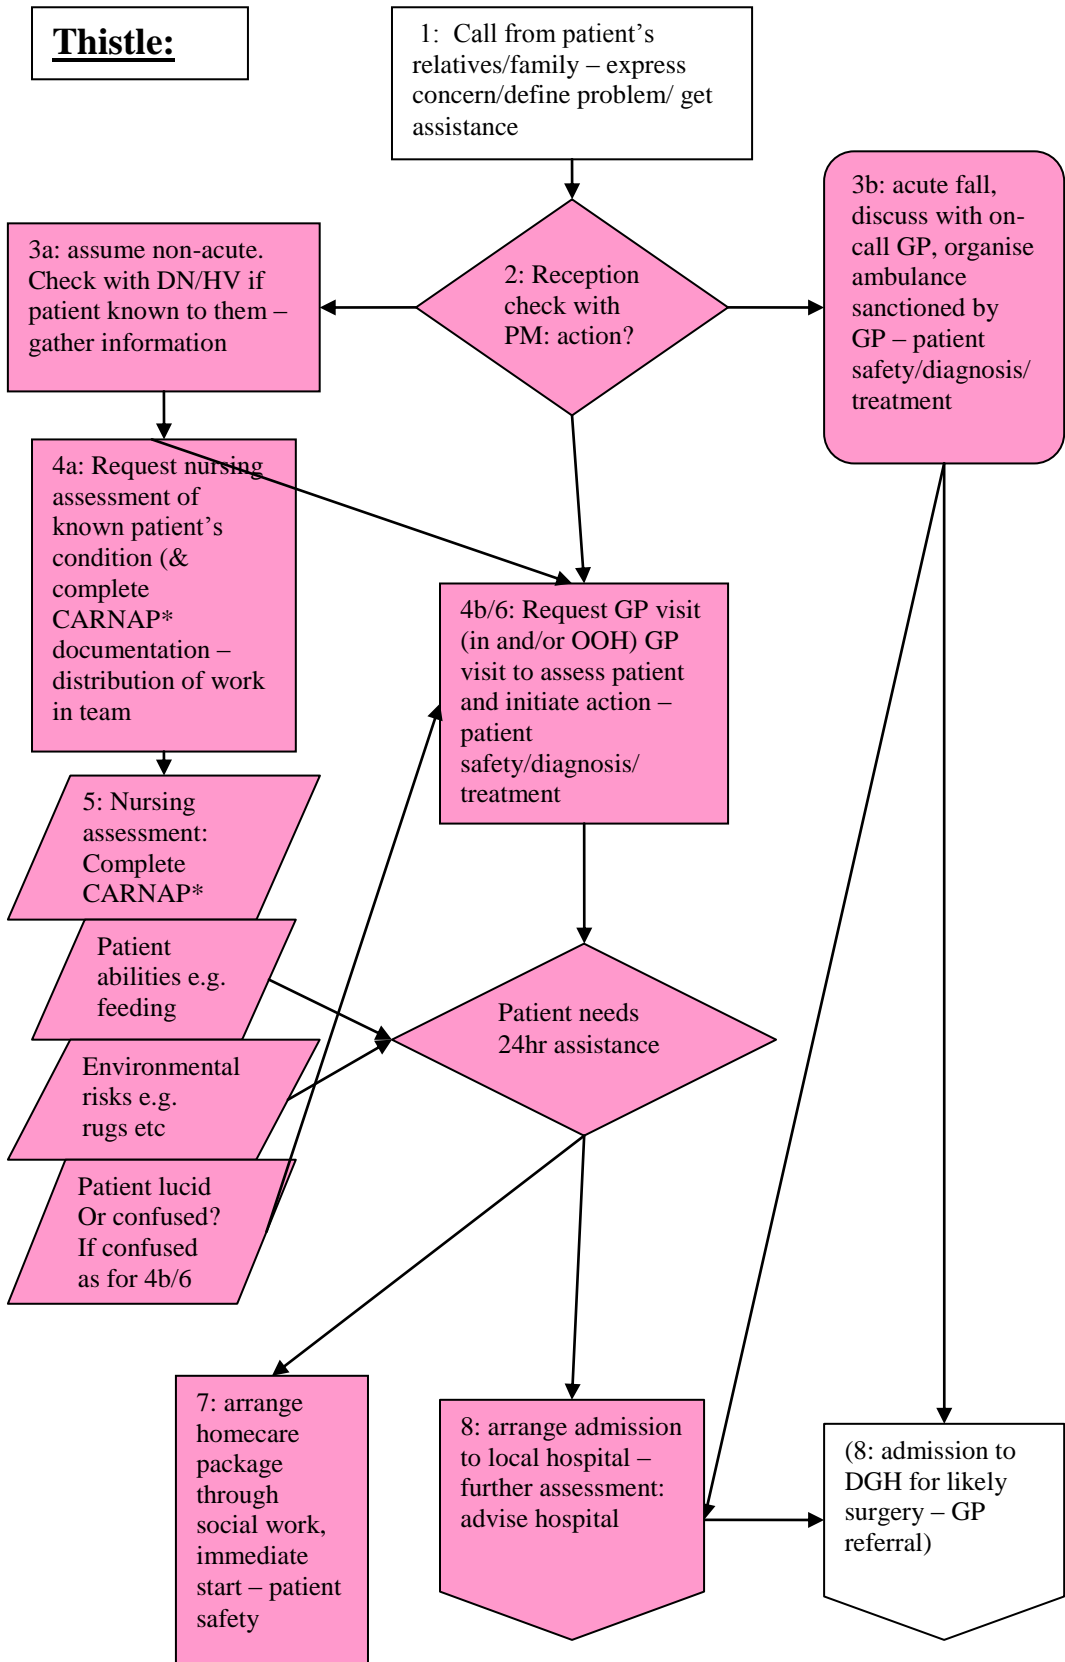 Thistle:
1:  Call from patient’s
relatives/family – express
concern/define problem/ get
assistance
2: Reception
check with
PM: action?
3a: assume non-acute.
Check with DN/HV if
patient known to them –
gather information
3b: acute fall,
discuss with on-
call GP, organise
ambulance
sanctioned by
GP – patient
safety/diagnosis/
treatment
4a: Request nursing
assessment of
known patient’s
condition (&
complete
CARNAP*
documentation –
distribution of work
in team
4b/6: Request GP visit
(in and/or OOH) GP
visit to assess patient
and initiate action –
patient
safety/diagnosis/
treatment
5: Nursing
assessment:
Complete
CARNAP*
Patient
abilities e.g.
feeding
Environmental
risks e.g.
rugs etc
Patient lucid
Or confused?
If confused
as for 4b/6
Patient needs
24hr assistance
7: arrange
homecare
package
through
social work,
immediate
start – patient
safety
8: arrange admission
to local hospital –
further assessment:
advise hospital
(8: admission to
DGH for likely
surgery – GP
referral)